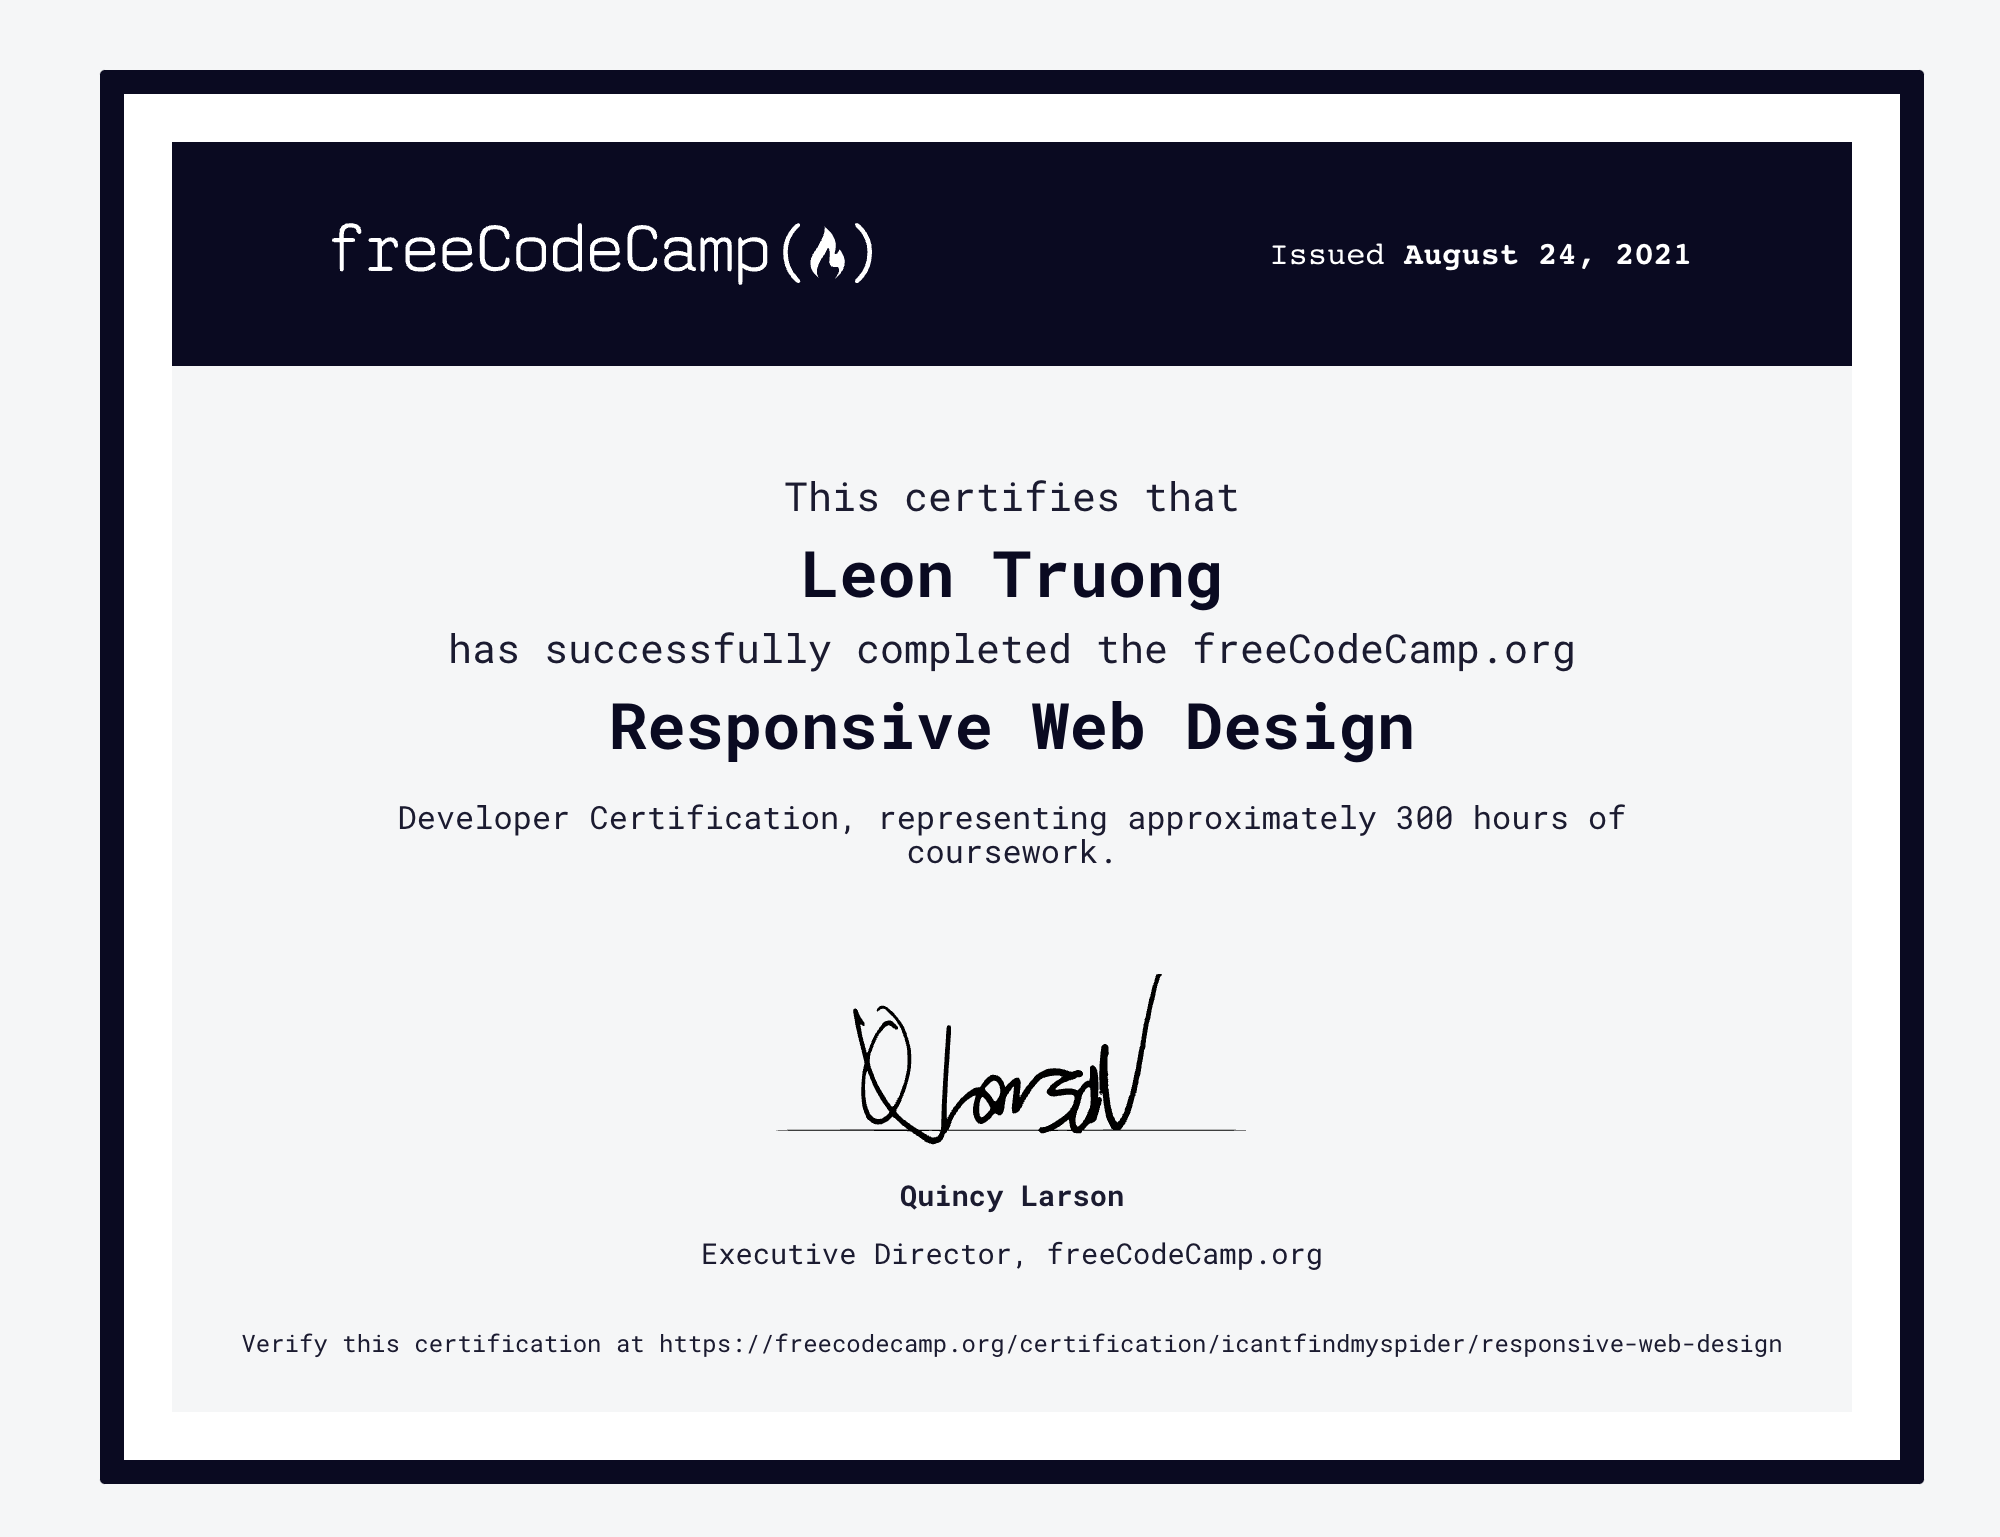 freeCodeCamp
Issued August 24, 2021
This certifies that
Leon Truong
has successfully completed the freeCodeCamp.org
Responsive Web Design
Developer Certification, representing approximately 300 hours of
coursework.
Q Larson
Quincy Larson
Executive Director, freeCodeCamp.org
Verify this certification at https://freecodecamp.org/certification/icantfindmyspider/responsive-web-design